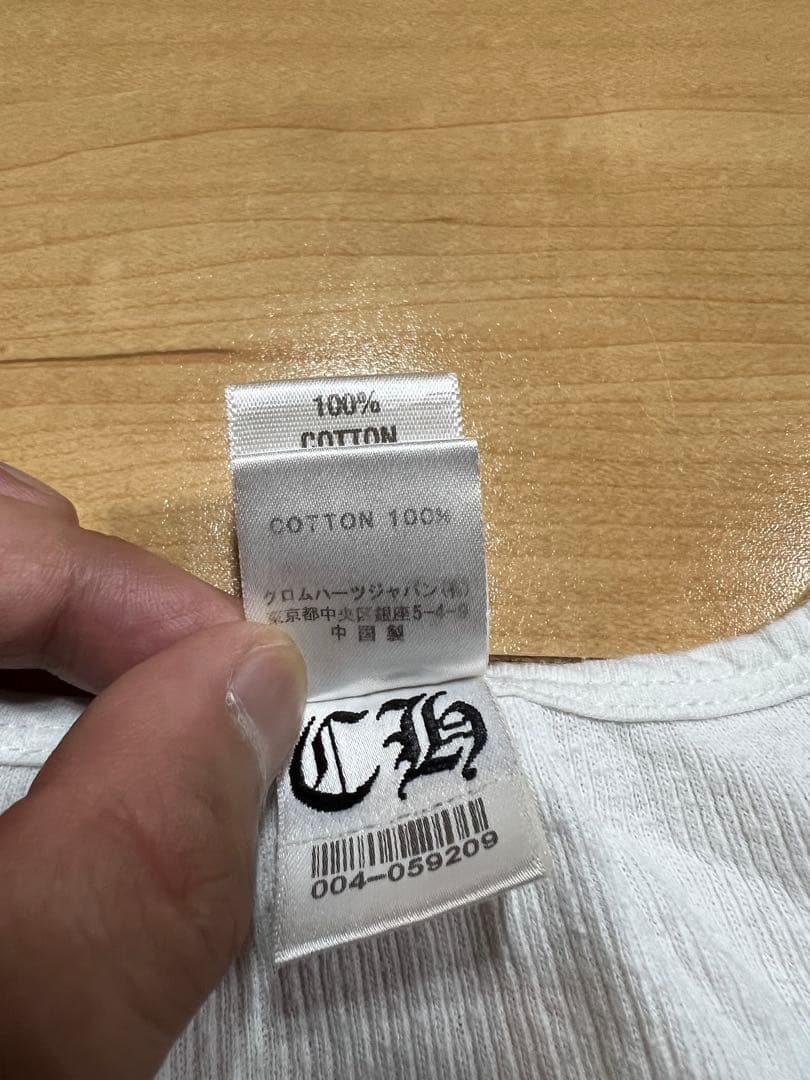 100%
COTTON
COTTON 100%
クロムハーツジャパン(株)
東京都中央区銀座5-4-9
中国製
CH
004-059209